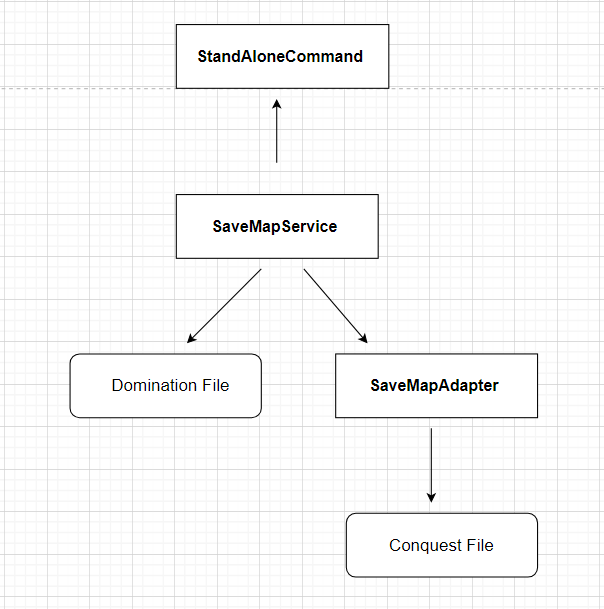 StandAloneCommand
SaveMapService
Domination File
SaveMapAdapter
Conquest File